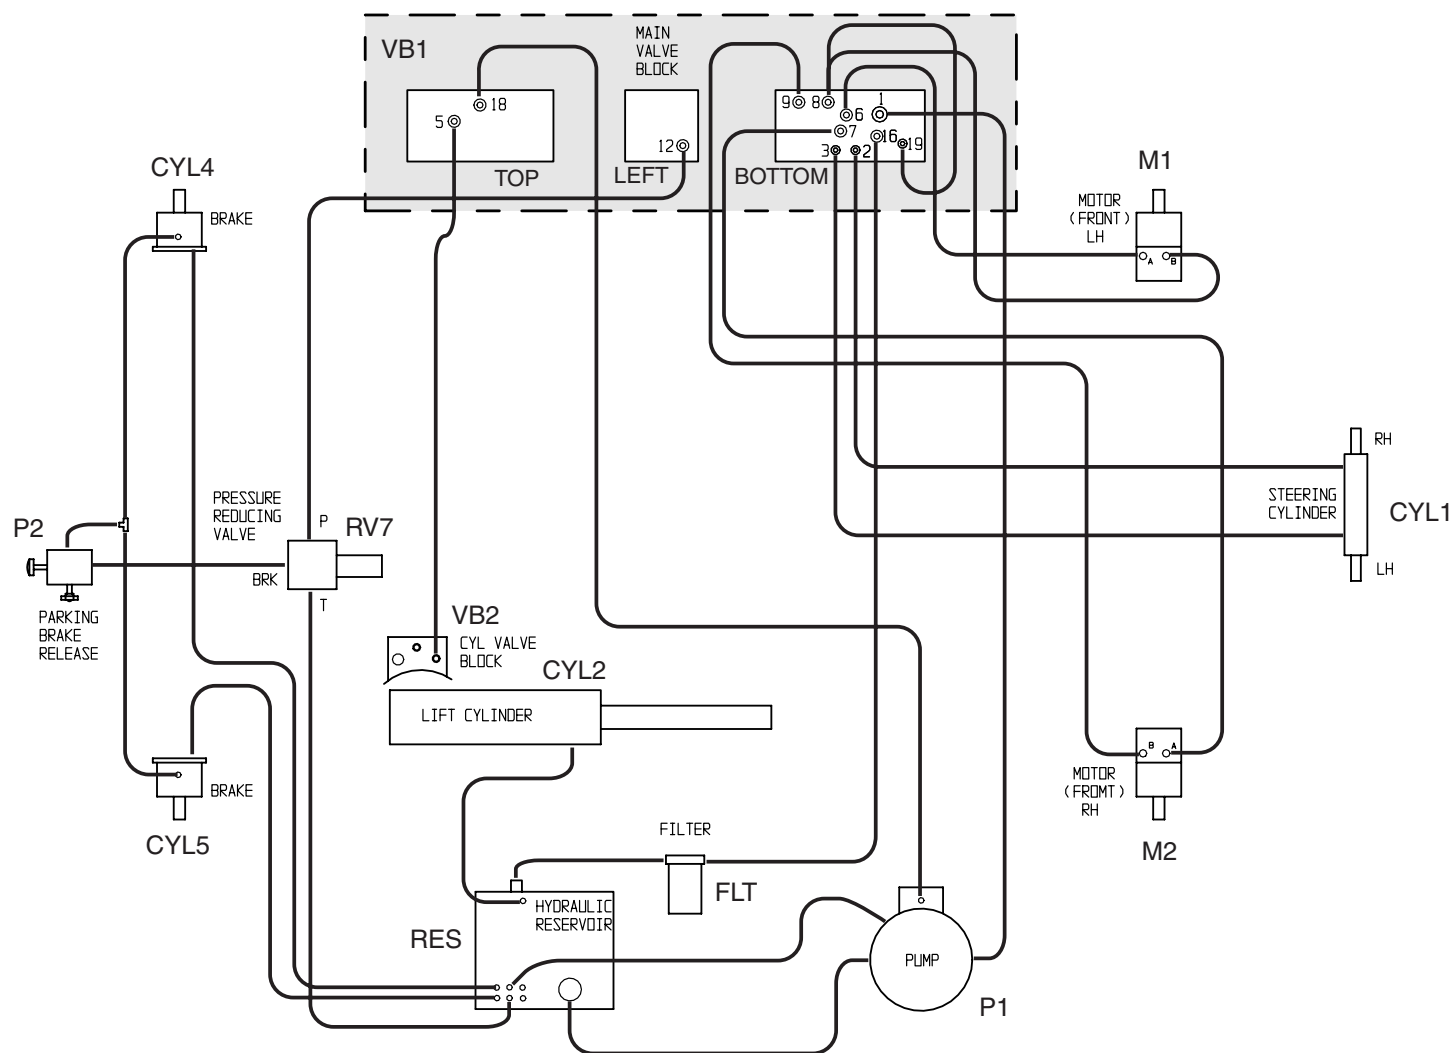 VB1
MAIN
VALVE
BLOCK
18
5
12
9
8
1
6
7
16
19
3
2
TOP
LEFT
BOTTOM
CYL4
BRAKE
M1
MOTOR
(FRONT)
LH
A B
RH
STEERING
CYLINDER
CYL1
LH
P2
PRESSURE
REDUCING
VALVE
P
RV7
BRK
T
PARKING
BRAKE
RELEASE
VB2
CYL VALVE
BLOCK
CYL2
LIFT CYLINDER
BRAKE
CYL5
B A
MOTOR
(FROMT)
RH
M2
FILTER
FLT
HYDRAULIC
RESERVOIR
RES
PUMP
P1